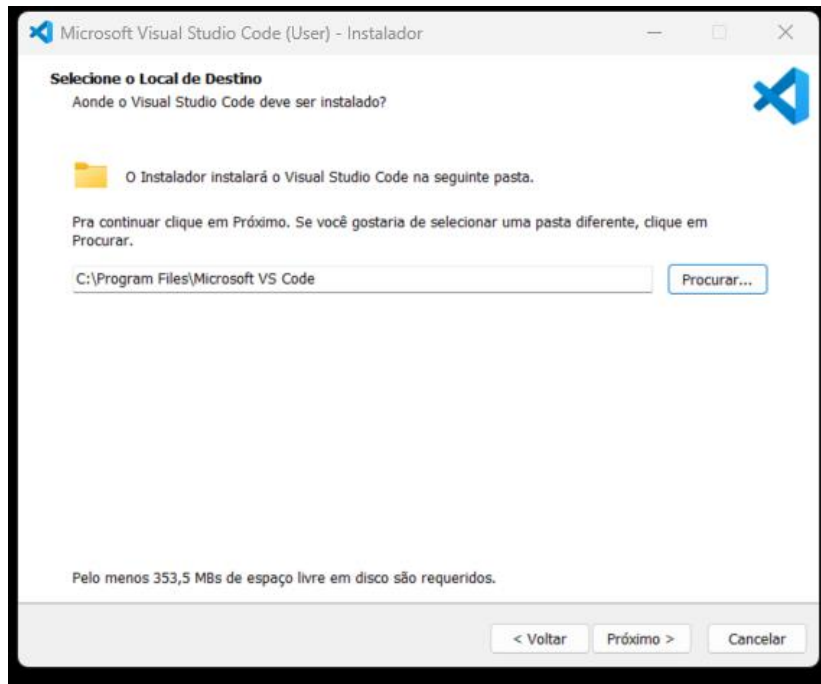 Microsoft Visual Studio Code (User) - Instalador
Selecione o Local de Destino
Aonde o Visual Studio Code deve ser instalado?
O Instalador instalará o Visual Studio Code na seguinte pasta.
Pra continuar clique em Próximo. Se você gostaria de selecionar uma pasta diferente, clique em
Procurar.
C:\Program Files\Microsoft VS Code
Procurar...
Pelo menos 353,5 MBs de espaço livre em disco são requeridos.
< Voltar
Próximo >
Cancelar